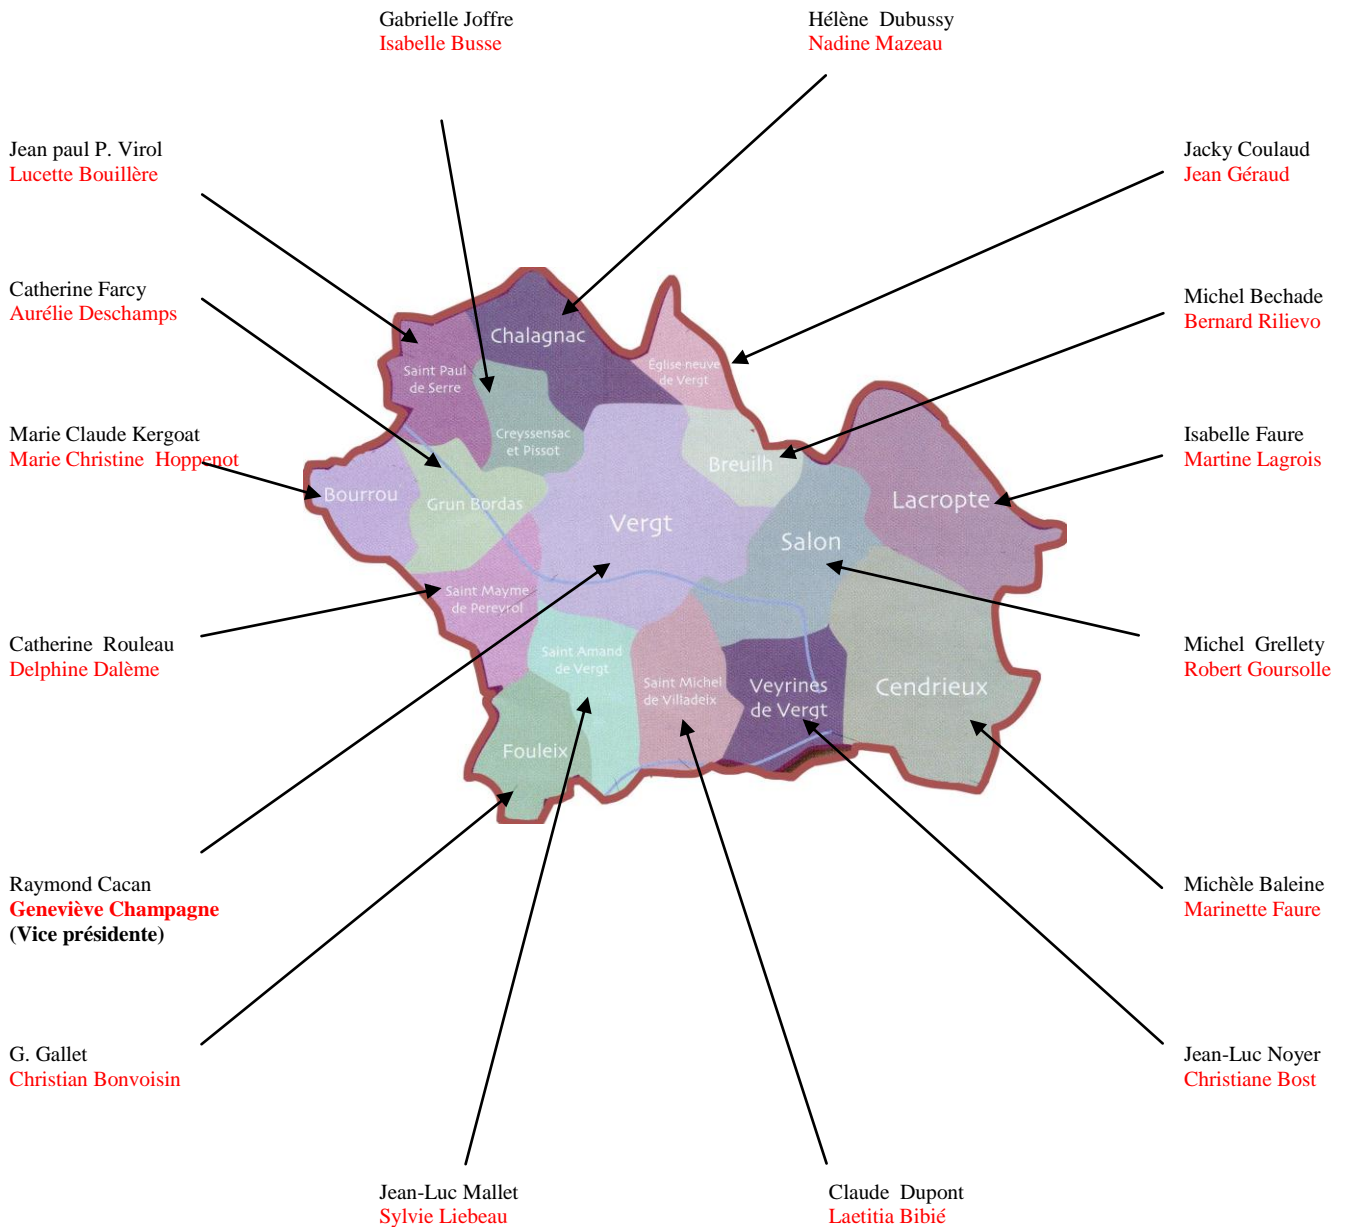 Gabrielle Joffre
Isabelle Busse
Hélène Dubussy
Nadine Mazeau
Jean paul P. Virol
Lucette Bouillère
Jacky Coulaud
Jean Géraud
Catherine Farcy
Aurélie Deschamps
Michel Bechade
Bernard Rilievo
Marie Claude Kergoat
Marie Christine Hoppenot
Isabelle Faure
Martine Lagrois
Chalagnac
Saint Paul
de Serre
Église neuve
de Vergt
Creyssensac
et Pissot
Breuilh
Bourrou
Grun Bordas
Vergt
Lacropte
Salon
Saint Mayme
de Pereyrol
Saint Amand
de Vergt
Saint Michel
de Villadeix
Veyrines
de Vergt
Cendrieux
Fouleix
Catherine Rouleau
Delphine Dalème
Michel Grellety
Robert Goursolle
Raymond Cacan
Geneviève Champagne
(Vice présidente)
Michèle Baleine
Marinette Faure
G. Gallet
Christian Bonvoisin
Jean-Luc Noyer
Christiane Bost
Jean-Luc Mallet
Sylvie Liebeau
Claude Dupont
Laetitia Bibié